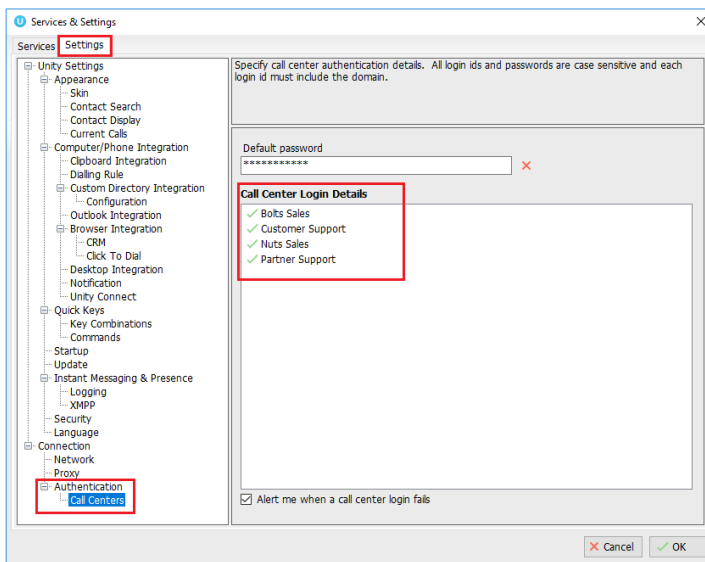 Services & Settings
Services Settings
Unity Settings
Appearance
Skin
Contact Search
Contact Display
Current Calls
Computer/Phone Integration
Clipboard Integration
Dialling Rule
Custom Directory Integration
Configuration
Outlook Integration
Browser Integration
CRM
Click To Dial
Desktop Integration
Notification
Unity Connect
Quick Keys
Key Combinations
Commands
Startup
Update
Instant Messaging & Presence
Logging
XMPP
Security
Language
Connection
Network
Proxy
Authentication
Call Centers
Specify call center authentication details. All login ids and passwords are case sensitive and each
login id must include the domain.
Default password
***********
Call Center Login Details
Bolts Sales
Customer Support
Nuts Sales
Partner Support
Alert me when a call center login fails
Cancel OK